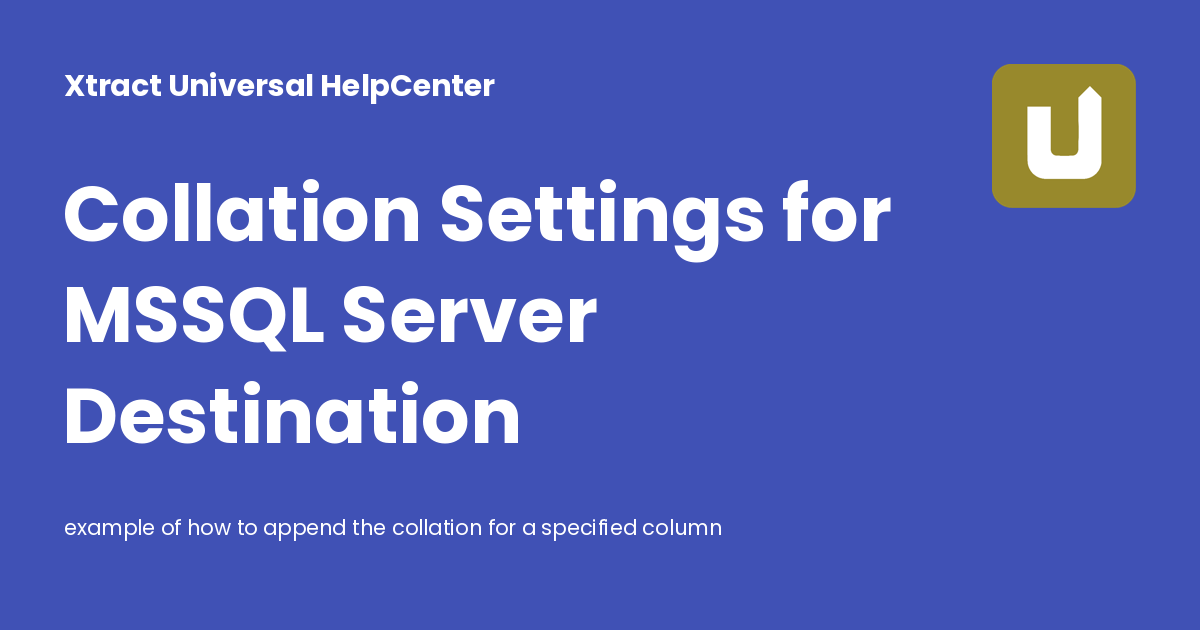 Xtract Universal HelpCenter
Collation Settings for
MSSQL Server
Destination
example of how to append the collation for a specified column